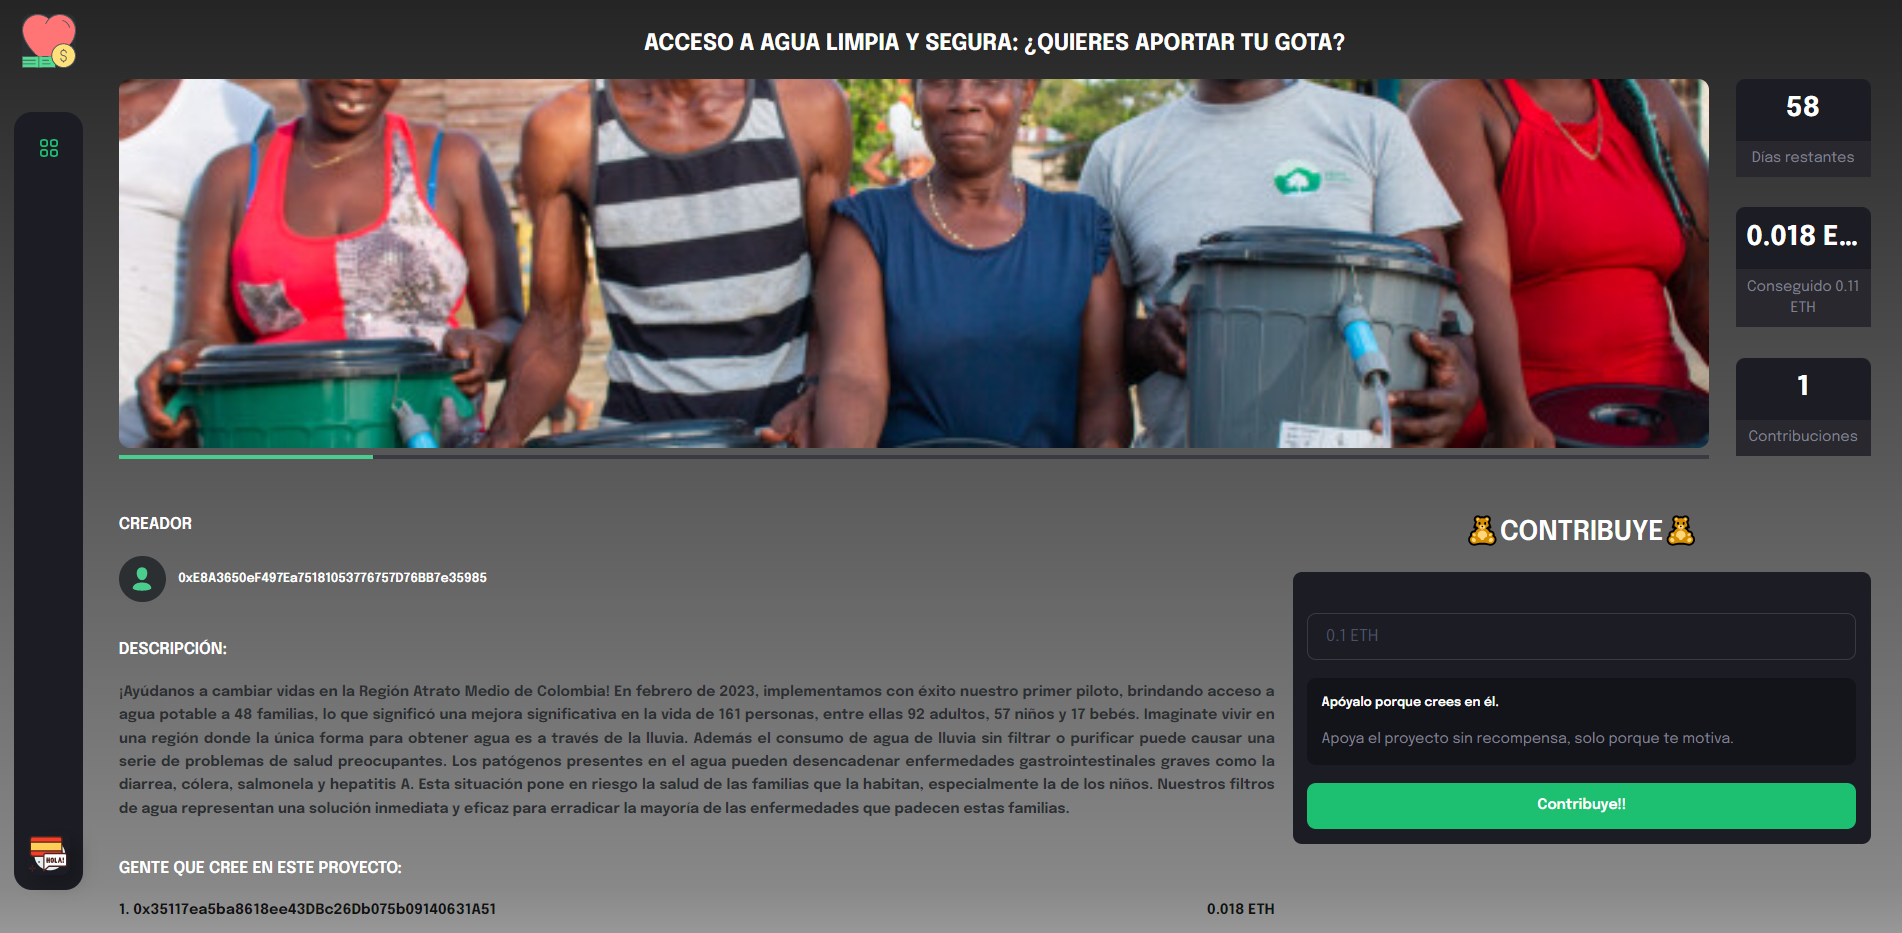 ACCESO A AGUA LIMPIA Y SEGURA: ¿QUIERES APORTAR TU GOTA?
58
Días restantes
0.018 E...
Conseguido 0.11
ETH
1
Contribuciones
CREADOR
0xE8A3650eF497Ea75181053776757D76BB7e35985
DESCRIPCIÓN:
¡Ayúdanos a cambiar vidas en la Región Atrato Medio de Colombia! En febrero de 2023, implementamos con éxito nuestro primer piloto, brindando acceso a
agua potable a 48 familias, lo que significó una mejora significativa en la vida de 161 personas, entre ellas 92 adultos, 57 niños y 17 bebés. Imaginate vivir en
una región donde la única forma para obtener agua es a través de la lluvia. Además el consumo de agua de lluvia sin filtrar o purificar puede causar una
serie de problemas de salud preocupantes. Los patógenos presentes en el agua pueden desencadenar enfermedades gastrointestinales graves como la
diarrea, cólera, salmonela y hepatitis A. Esta situación pone en riesgo la salud de las familias que la habitan, especialmente la de los niños. Nuestros filtros
de agua representan una solución inmediata y eficaz para erradicar la mayoría de las enfermedades que padecen estas familias.
GENTE QUE CREE EN ESTE PROYECTO:
1. 0x35117ea5ba8618ee43DBc26Db075b09140631A51 0.018 ETH
CONTRIBUYE
0.1 ETH
Apóyalo porque crees en él.
Apoya el proyecto sin recompensa, solo porque te motiva.
Contribuye!!
HOLA!